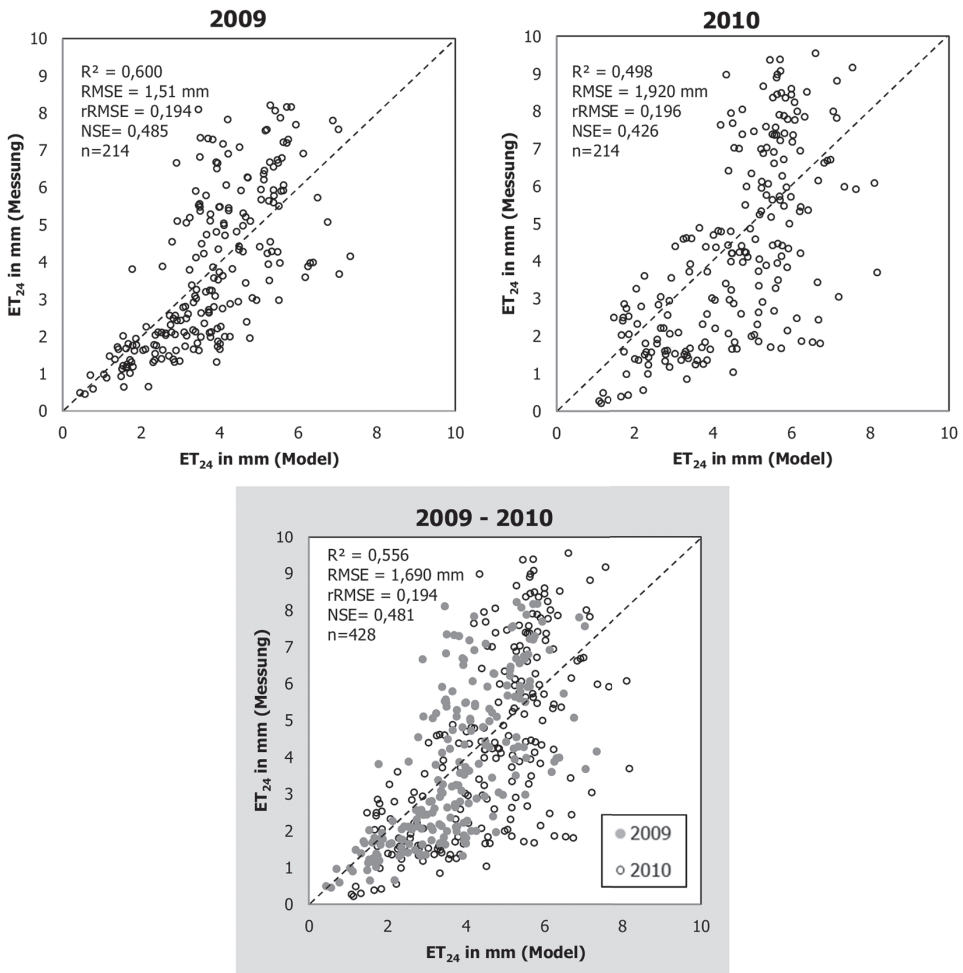 2009
R² = 0,600
RMSE = 1,51 mm
rRMSE = 0,194
NSE= 0,485
n=214
ET24 in mm (Messung)
10
9
8
7
6
5
4
3
2
1
0
0 2 4 6 8 10
ET24 in mm (Model)
2010
R² = 0,498
RMSE = 1,920 mm
rRMSE = 0,196
NSE= 0,426
n=214
ET24 in mm (Messung)
10
9
8
7
6
5
4
3
2
1
0
0 2 4 6 8 10
ET24 in mm (Model)
2009 - 2010
R² = 0,556
RMSE = 1,690 mm
rRMSE = 0,194
NSE= 0,481
n=428
ET24 in mm (Messung)
10
9
8
7
6
5
4
3
2
1
0
2009
2010
0 2 4 6 8 10
ET24 in mm (Model)